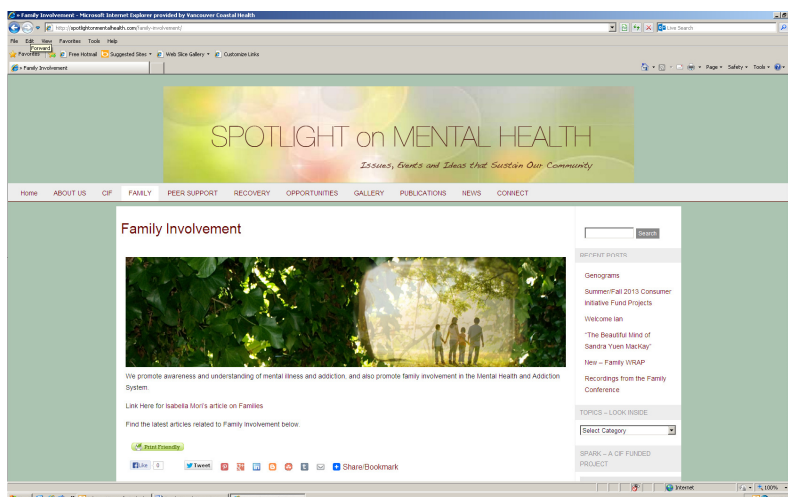 » Family Involvement - Microsoft Internet Explorer provided by Vancouver Coastal Health
http://spotlightonmentalhealth.com/family-involvement/
Live Search
File Edit View Favorites Tools Help
Forward
Favorites
Free Hotmail
Suggested Sites
Web Slice Gallery
Customize Links
» Family Involvement
Page
Safety
Tools
SPOTLIGHT on MENTAL HEALTH
Issues, Events and Ideas that Sustain Our Community
Home ABOUT US CIF FAMILY PEER SUPPORT RECOVERY OPPORTUNITIES GALLERY PUBLICATIONS NEWS CONNECT
Family Involvement
We promote awareness and understanding of mental illness and addiction, and also promote family involvement in the Mental Health and Addiction
System.
Link Here for Isabella Mori's article on Families
Find the latest articles related to Family Involvement below.
Print Friendly
Like 0 Tweet Share/Bookmark
Search
RECENT POSTS
Genograms
Summer/Fall 2013 Consumer
Initiative Fund Projects
Welcome Ian
"The Beautiful Mind of
Sandra Yuen MacKay"
New – Family WRAP
Recordings from the Family
Conference
TOPICS – LOOK INSIDE
Select Category
SPARK – A CIF FUNDED
PROJECT
Internet
100%